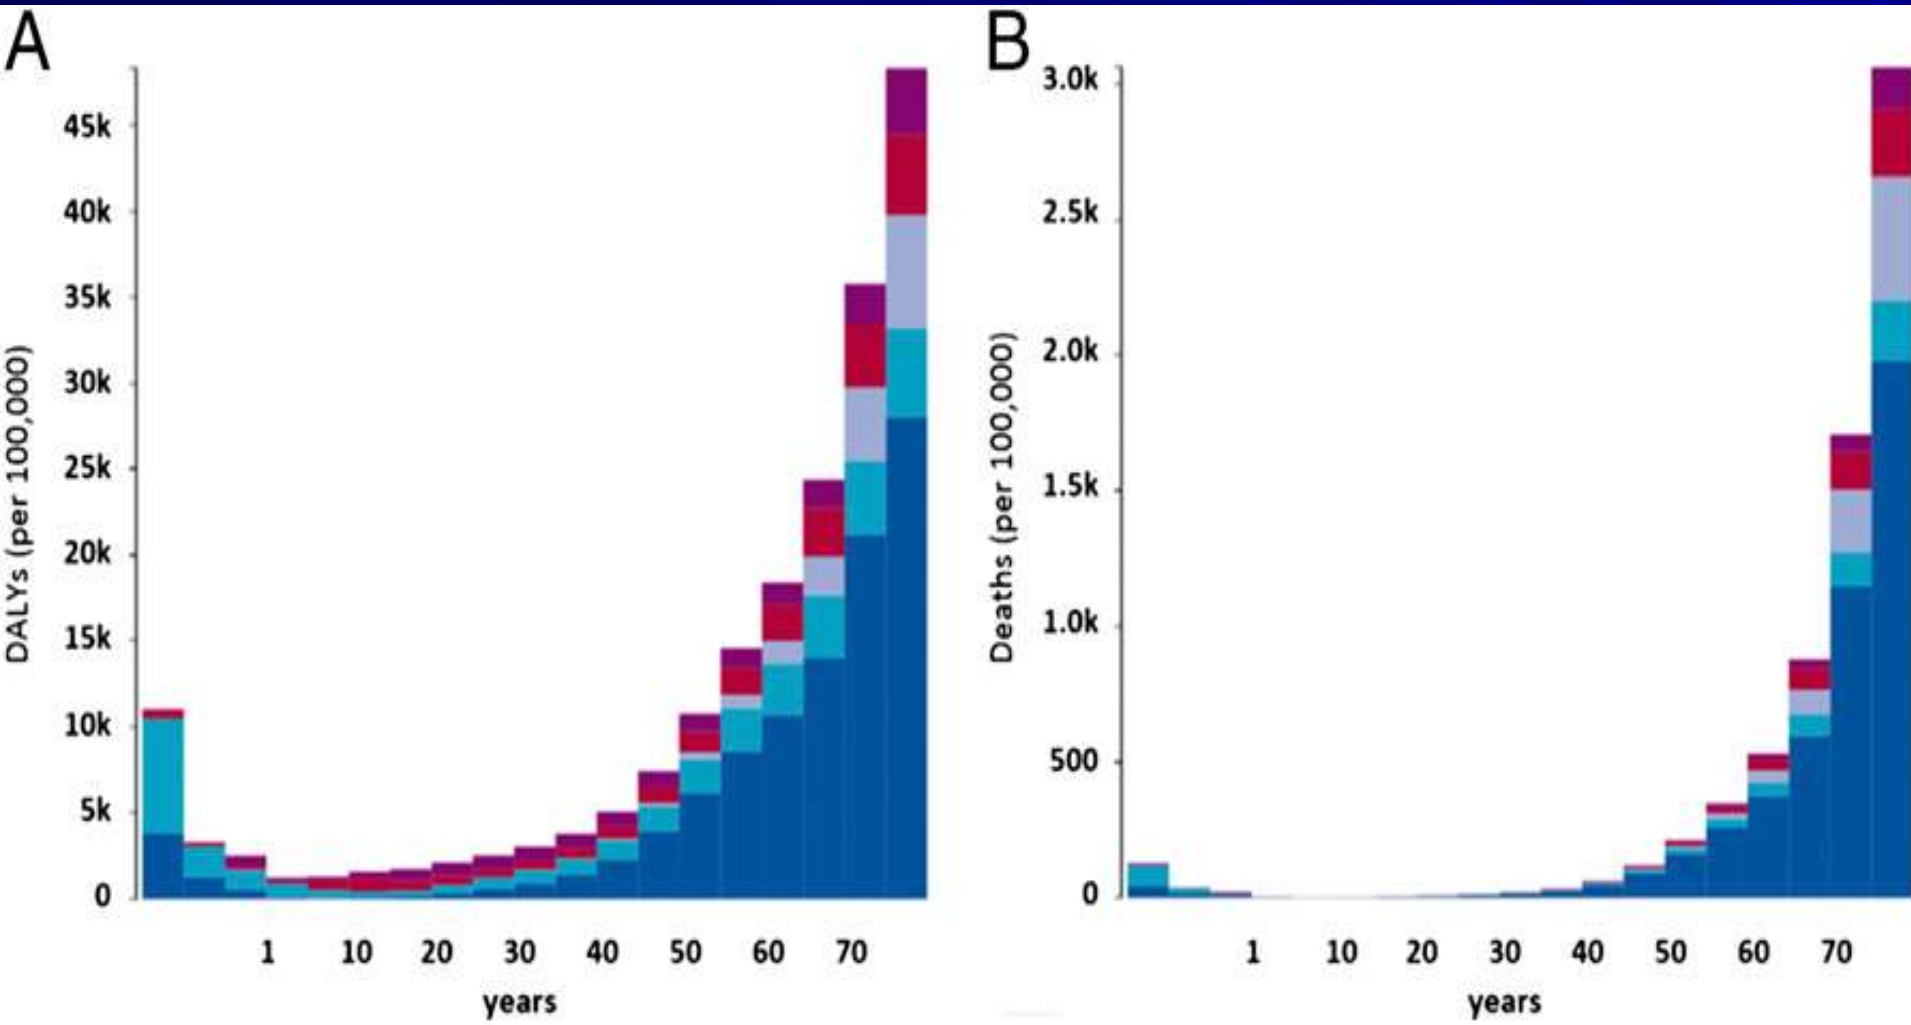 A
DALYs (per 100,000)
45k
40k
35k
30k
25k
20k
15k
10k
5k
0
1 10 20 30 40 50 60 70
years
B
Deaths (per 100,000)
3.0k
2.5k
2.0k
1.5k
1.0k
500
0
1 10 20 30 40 50 60 70
years